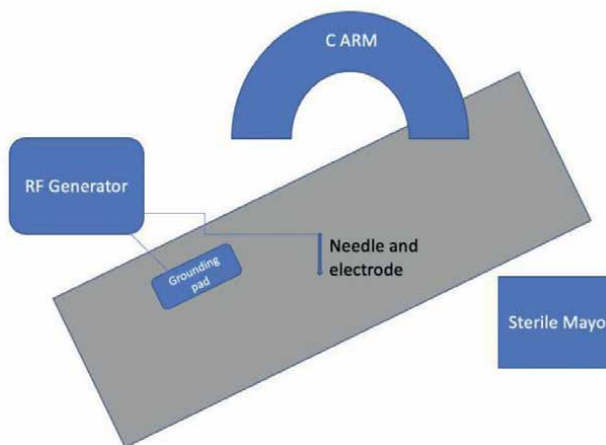 C ARM
RF Generator
Needle and
electrode
Grounding
pad
Sterile Mayo